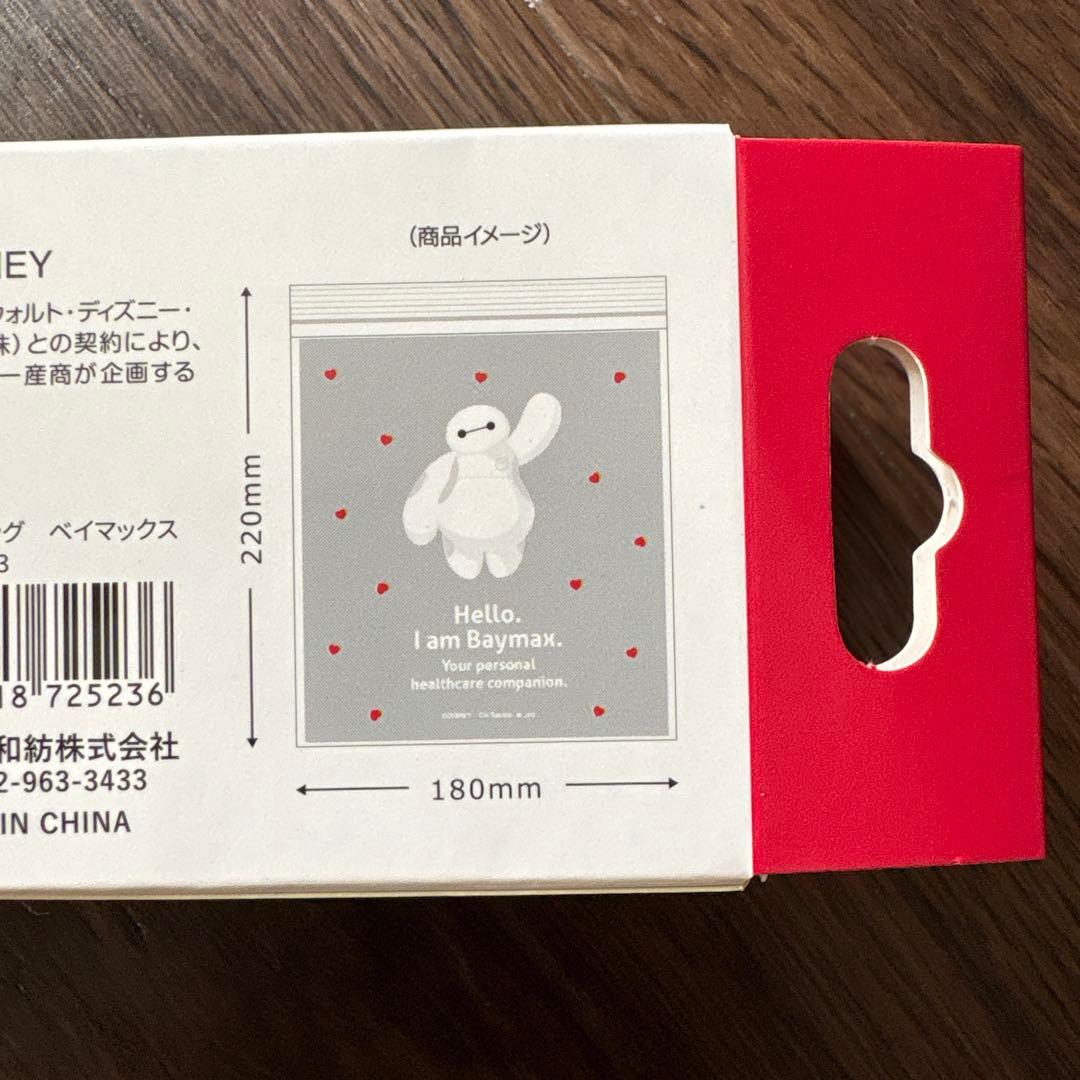 (商品イメージ)
NEY
ウォルト・ディズニー・
株)との契約により、
一産商が企画する
220mm
グ ベイマックス
3
18 725236
和紡株式会社
2-963-3433
IN CHINA
Hello.
I am Baymax.
Your personal
healthcare companion.
180mm